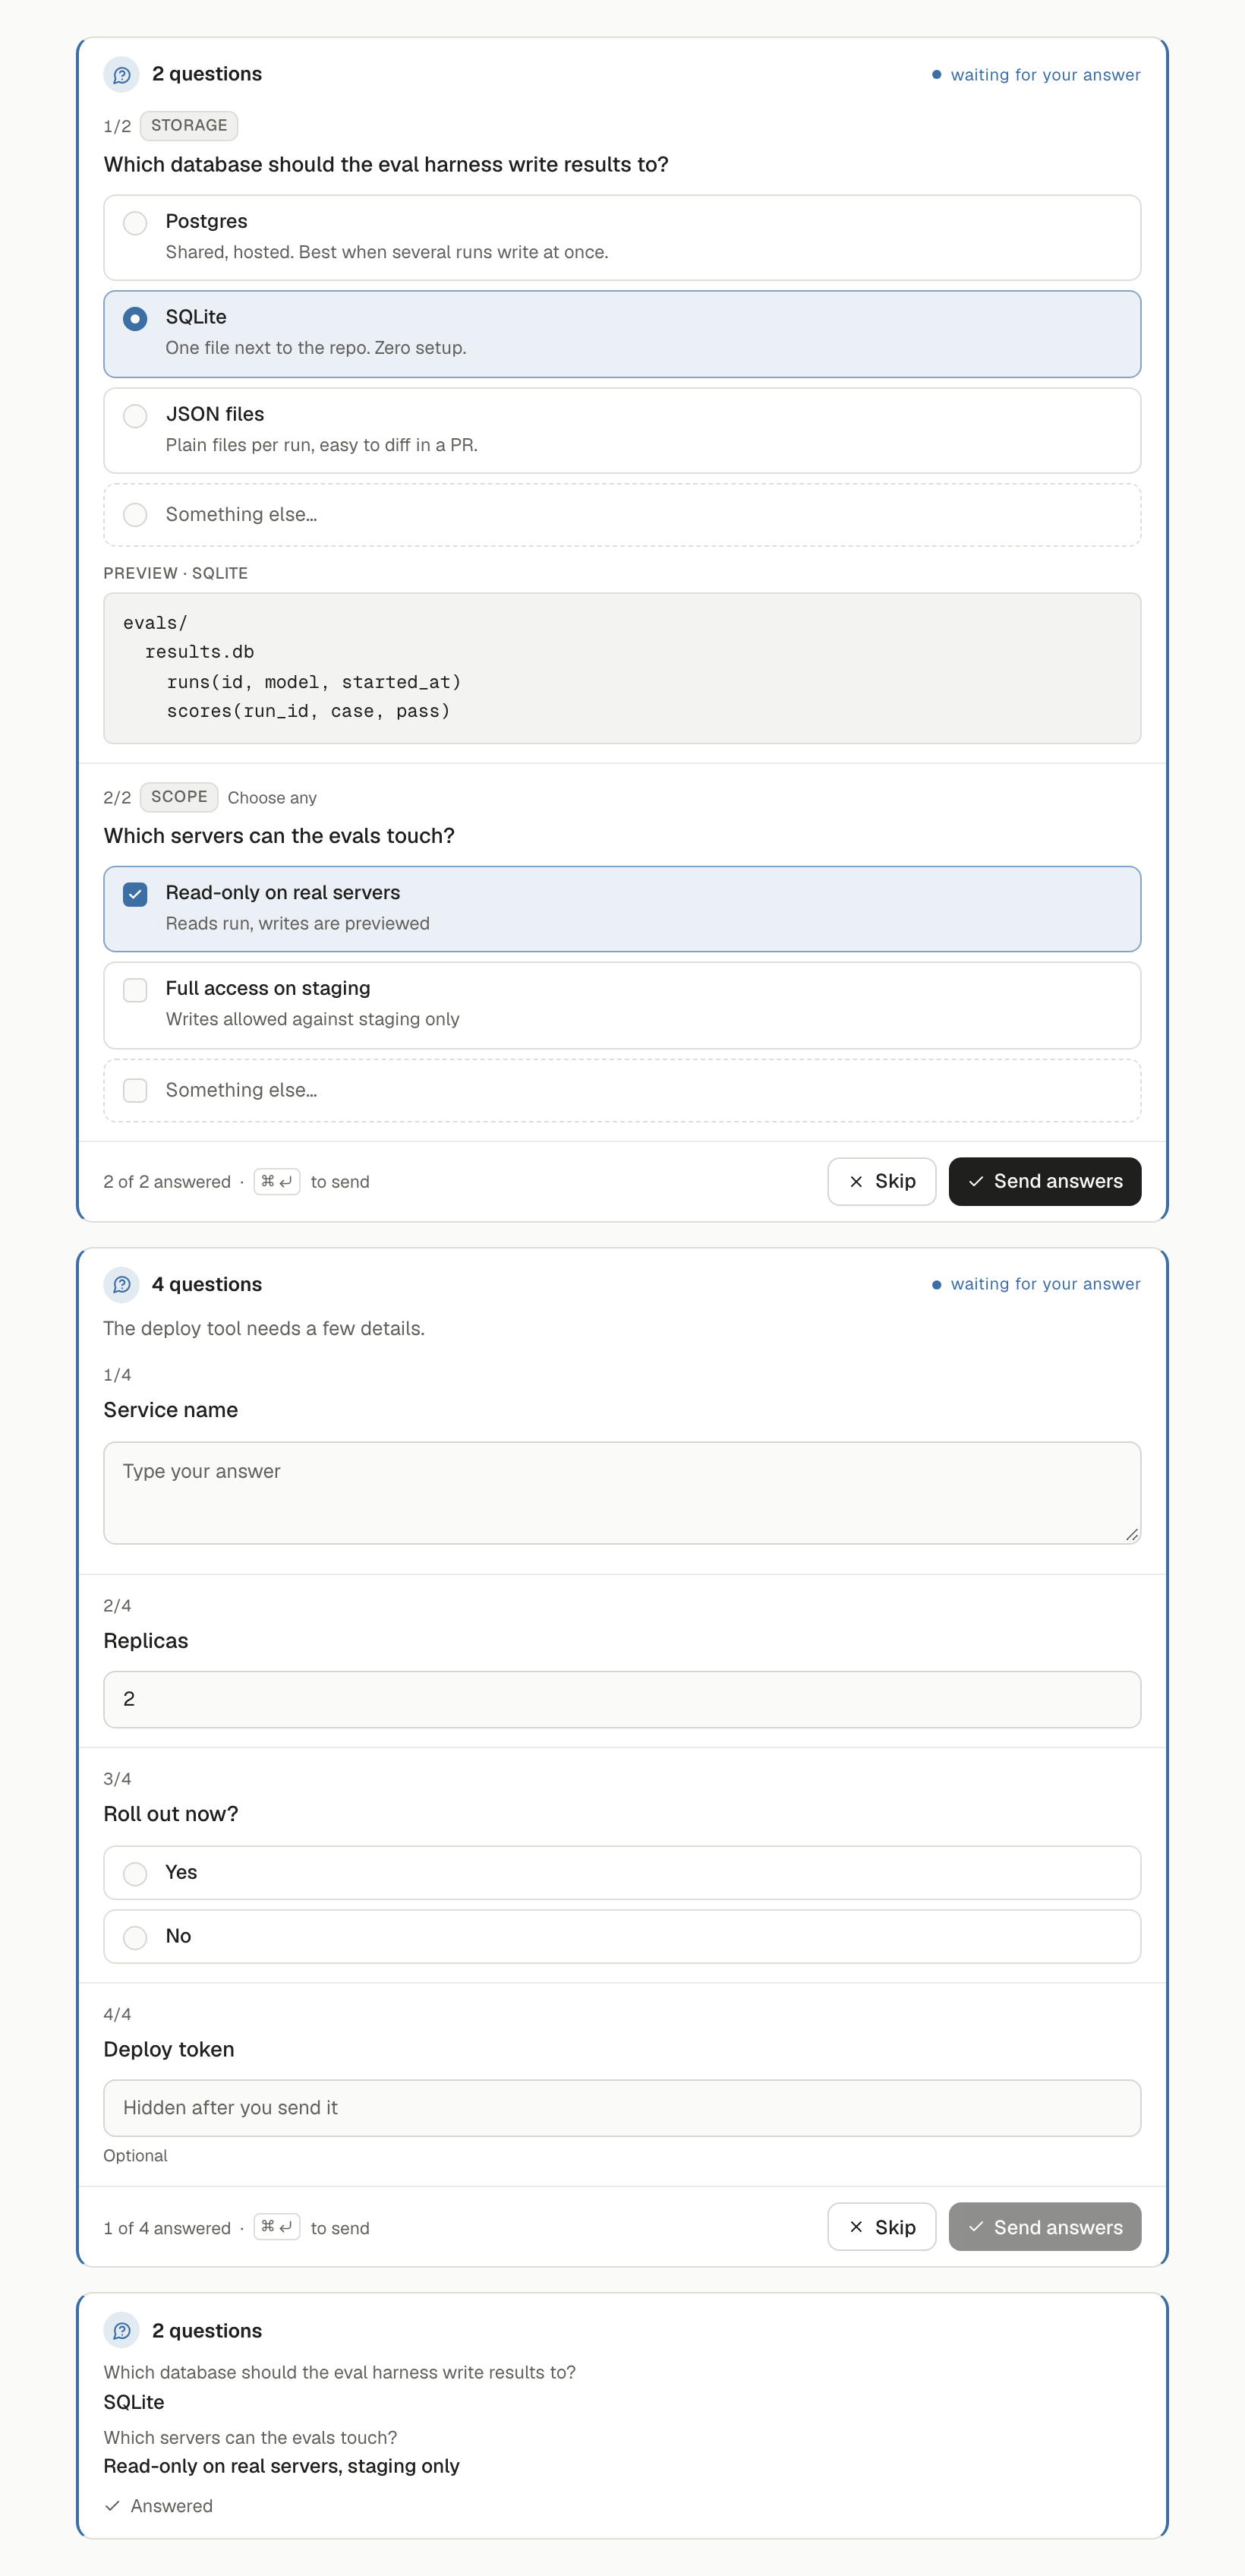 2 questions
waiting for your answer
1/2 STORAGE
Which database should the eval harness write results to?
Postgres
Shared, hosted. Best when several runs write at once.
SQLite
One file next to the repo. Zero setup.
JSON files
Plain files per run, easy to diff in a PR.
Something else…
PREVIEW · SQLITE
evals/
  results.db
    runs(id, model, started_at)
    scores(run_id, case, pass)
2/2 SCOPE Choose any
Which servers can the evals touch?
Read-only on real servers
Reads run, writes are previewed
Full access on staging
Writes allowed against staging only
Something else…
2 of 2 answered · ⌘ ↵ to send
Skip
Send answers
4 questions
waiting for your answer
The deploy tool needs a few details.
1/4
Service name
Type your answer
2/4
Replicas
2
3/4
Roll out now?
Yes
No
4/4
Deploy token
Hidden after you send it
Optional
1 of 4 answered · ⌘ ↵ to send
Skip
Send answers
2 questions
Which database should the eval harness write results to?
SQLite
Which servers can the evals touch?
Read-only on real servers, staging only
Answered